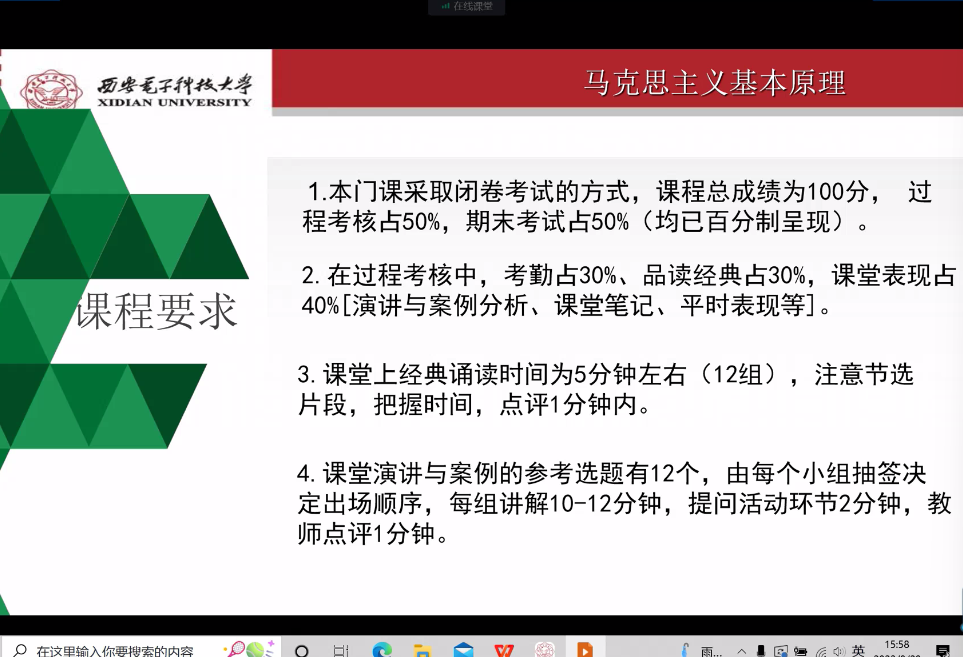 在线课堂
西安电子科技大学
XIDIAN UNIVERSITY
马克思主义基本原理
课程要求
1.本门课采取闭卷考试的方式，课程总成绩为100分， 过
程考核占50%，期末考试占50%（均已百分制呈现）。
2.在过程考核中，考勤占30%、品读经典占30%，课堂表现占
40%[演讲与案例分析、课堂笔记、平时表现等]。
3.课堂上经典诵读时间为5分钟左右（12组），注意节选
片段，把握时间，点评1分钟内。
4.课堂演讲与案例的参考选题有12个，由每个小组抽签决
定出场顺序，每组讲解10-12分钟，提问活动环节2分钟，教
师点评1分钟。
在这里输入你要搜索的内容
雨...
英
15:58